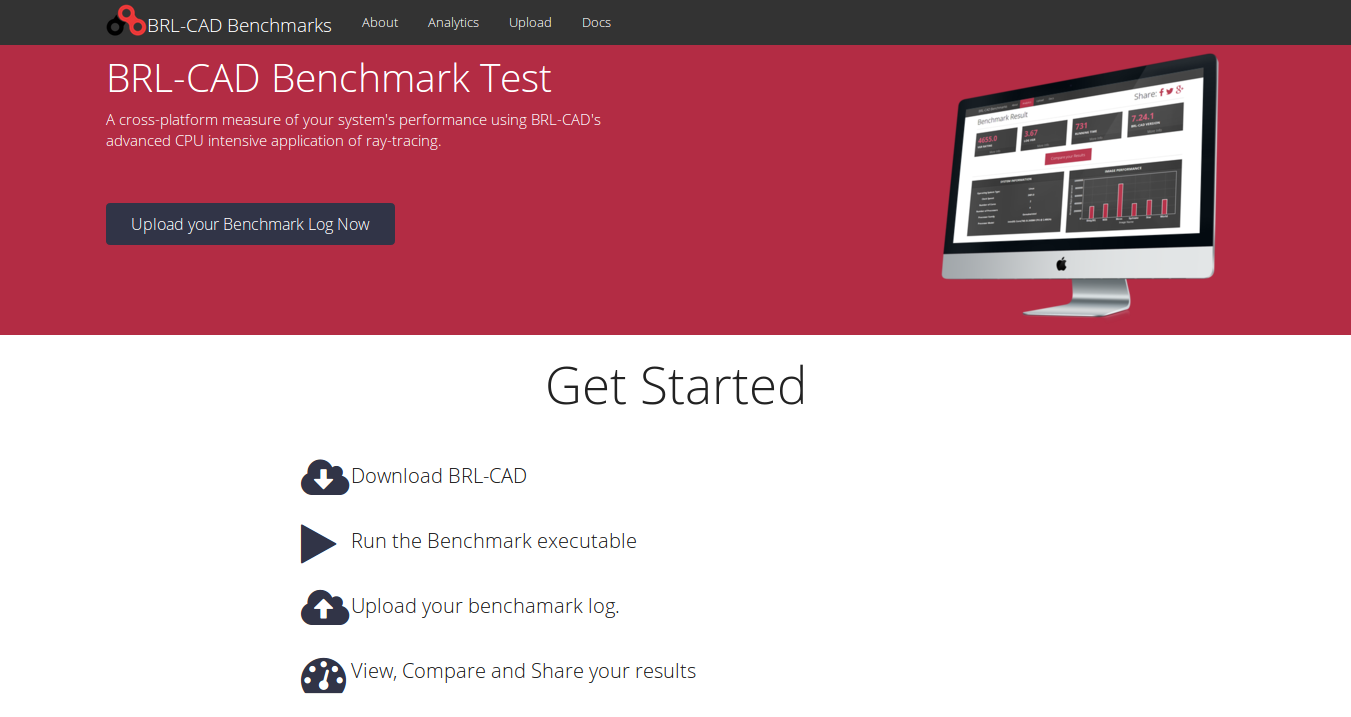 BRL-CAD Benchmarks
About
Analytics
Upload
Docs
BRL-CAD Benchmark Test
A cross-platform measure of your system's performance using BRL-CAD's
advanced CPU intensive application of ray-tracing.
Upload your Benchmark Log Now
Share:
Benchmark Result
4655.0
3.67
731
7.24.1
Get Started
Download BRL-CAD
Run the Benchmark executable
Upload your benchamark log.
View, Compare and Share your results